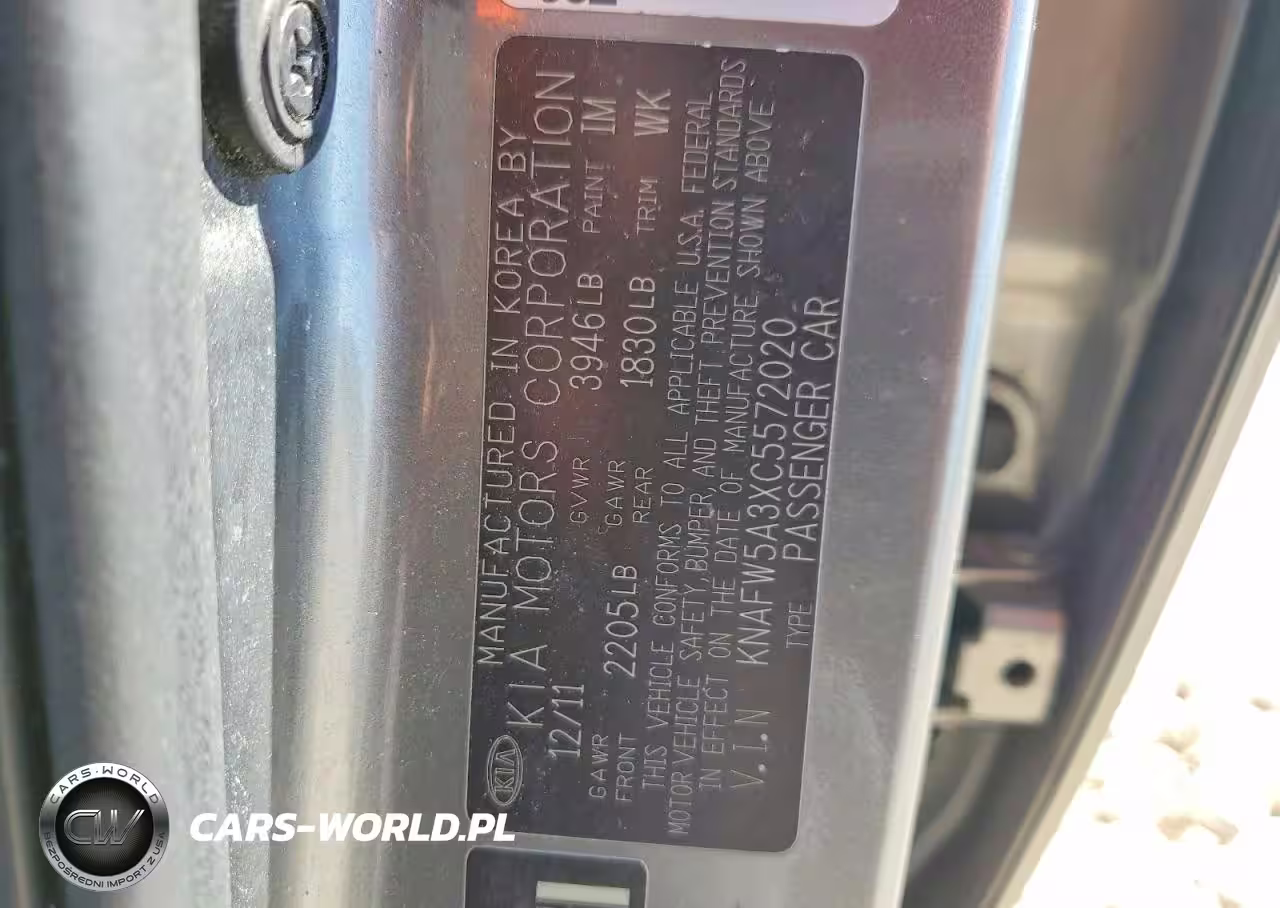 MANUFACTURED IN KOREA BY
KIA KIA MOTORS CORPORATION
12/11 GVWR 3946LB PAINT IM
GAWR FRONT 2205LB GAWR REAR 1830LB TRIM WK
THIS VEHICLE CONFORMS TO ALL APPLICABLE U.S.A. FEDERAL
MOTOR VEHICLE SAFETY, BUMPER, AND THEFT PREVENTION STANDARDS
IN EFFECT ON THE DATE OF MANUFACTURE SHOWN ABOVE.
V.I.N KNAFW5A3XC5572020
TYPE PASSENGER CAR
CARS-WORLD
CW
BEZPOŚREDNI IMPORT Z USA
CARS-WORLD.PL